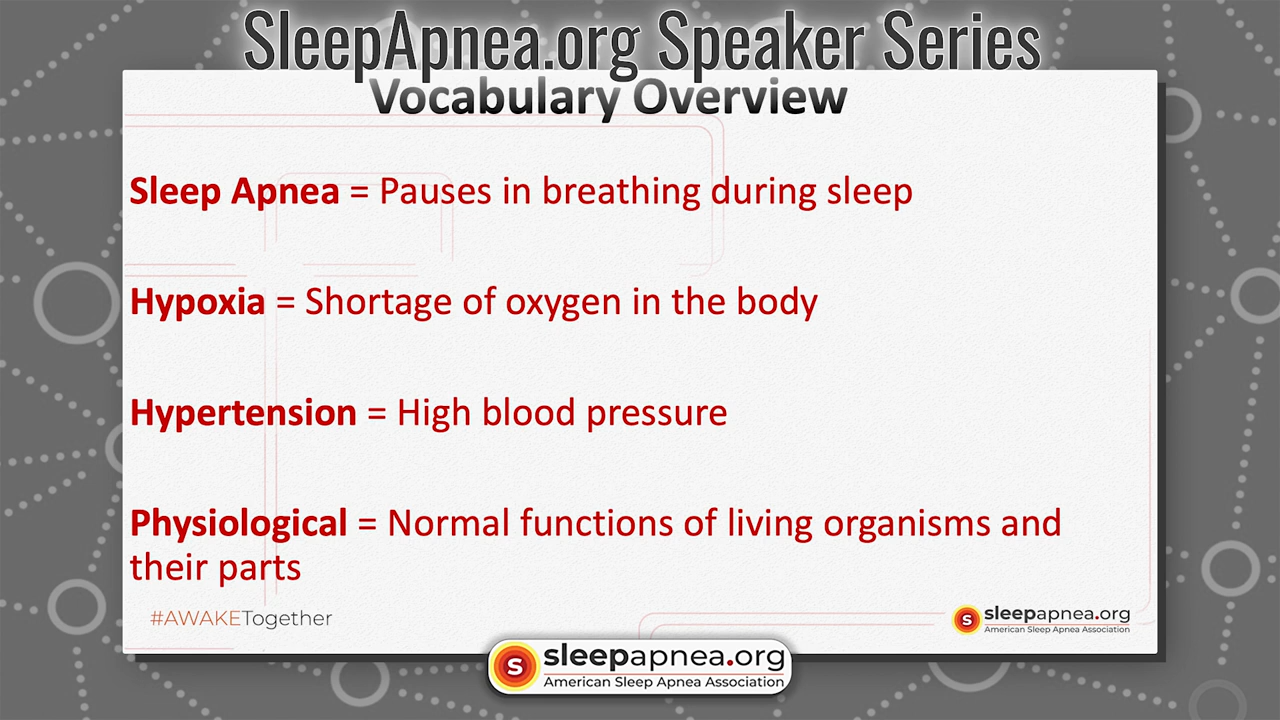 SleepApnea.org Speaker Series
Vocabulary Overview
Sleep Apnea = Pauses in breathing during sleep
Hypoxia = Shortage of oxygen in the body
Hypertension = High blood pressure
Physiological = Normal functions of living organisms and
their parts
#AWAKETogether
S sleepapnea.org
American Sleep Apnea Association
S sleepapnea.org
American Sleep Apnea Association